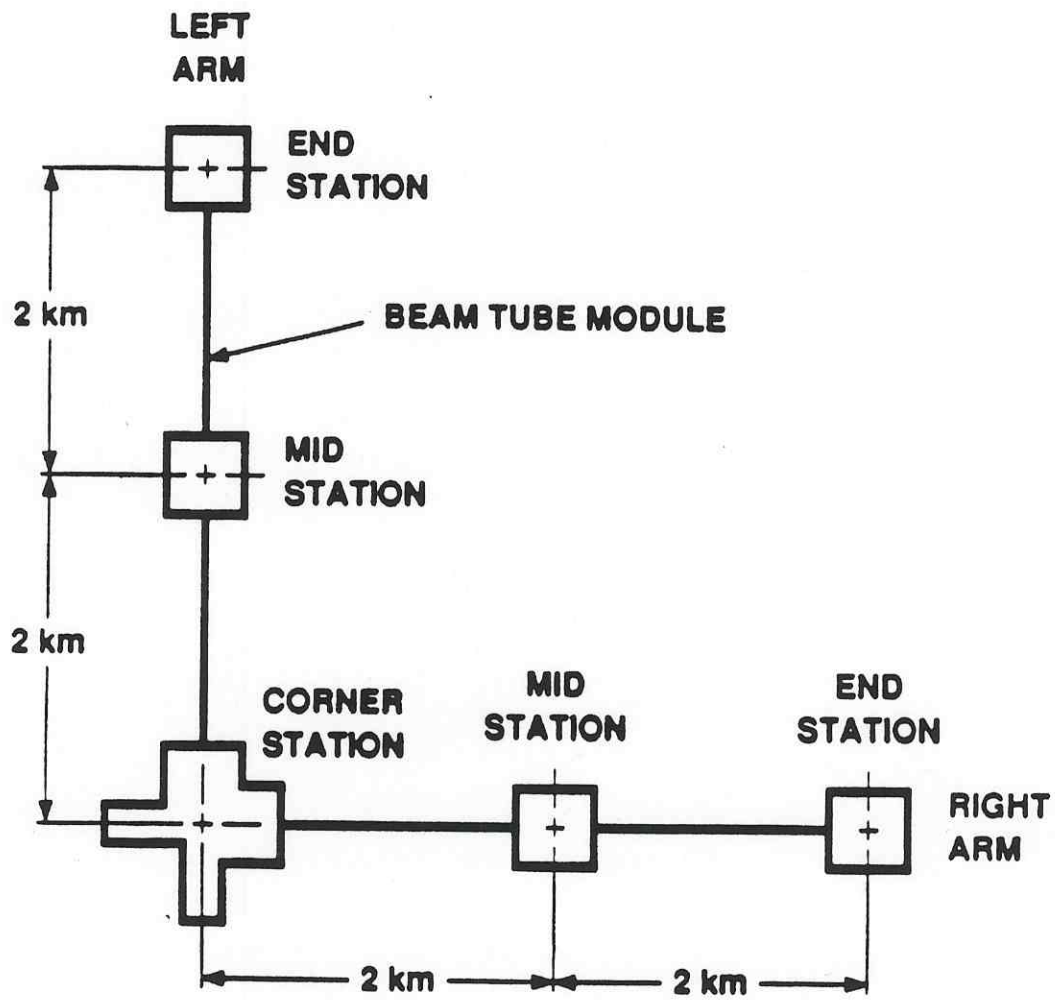 LEFT
ARM
END
STATION
2 km
BEAM TUBE MODULE
MID
STATION
2 km
CORNER
STATION
MID
STATION
END
STATION
RIGHT
ARM
2 km
2 km